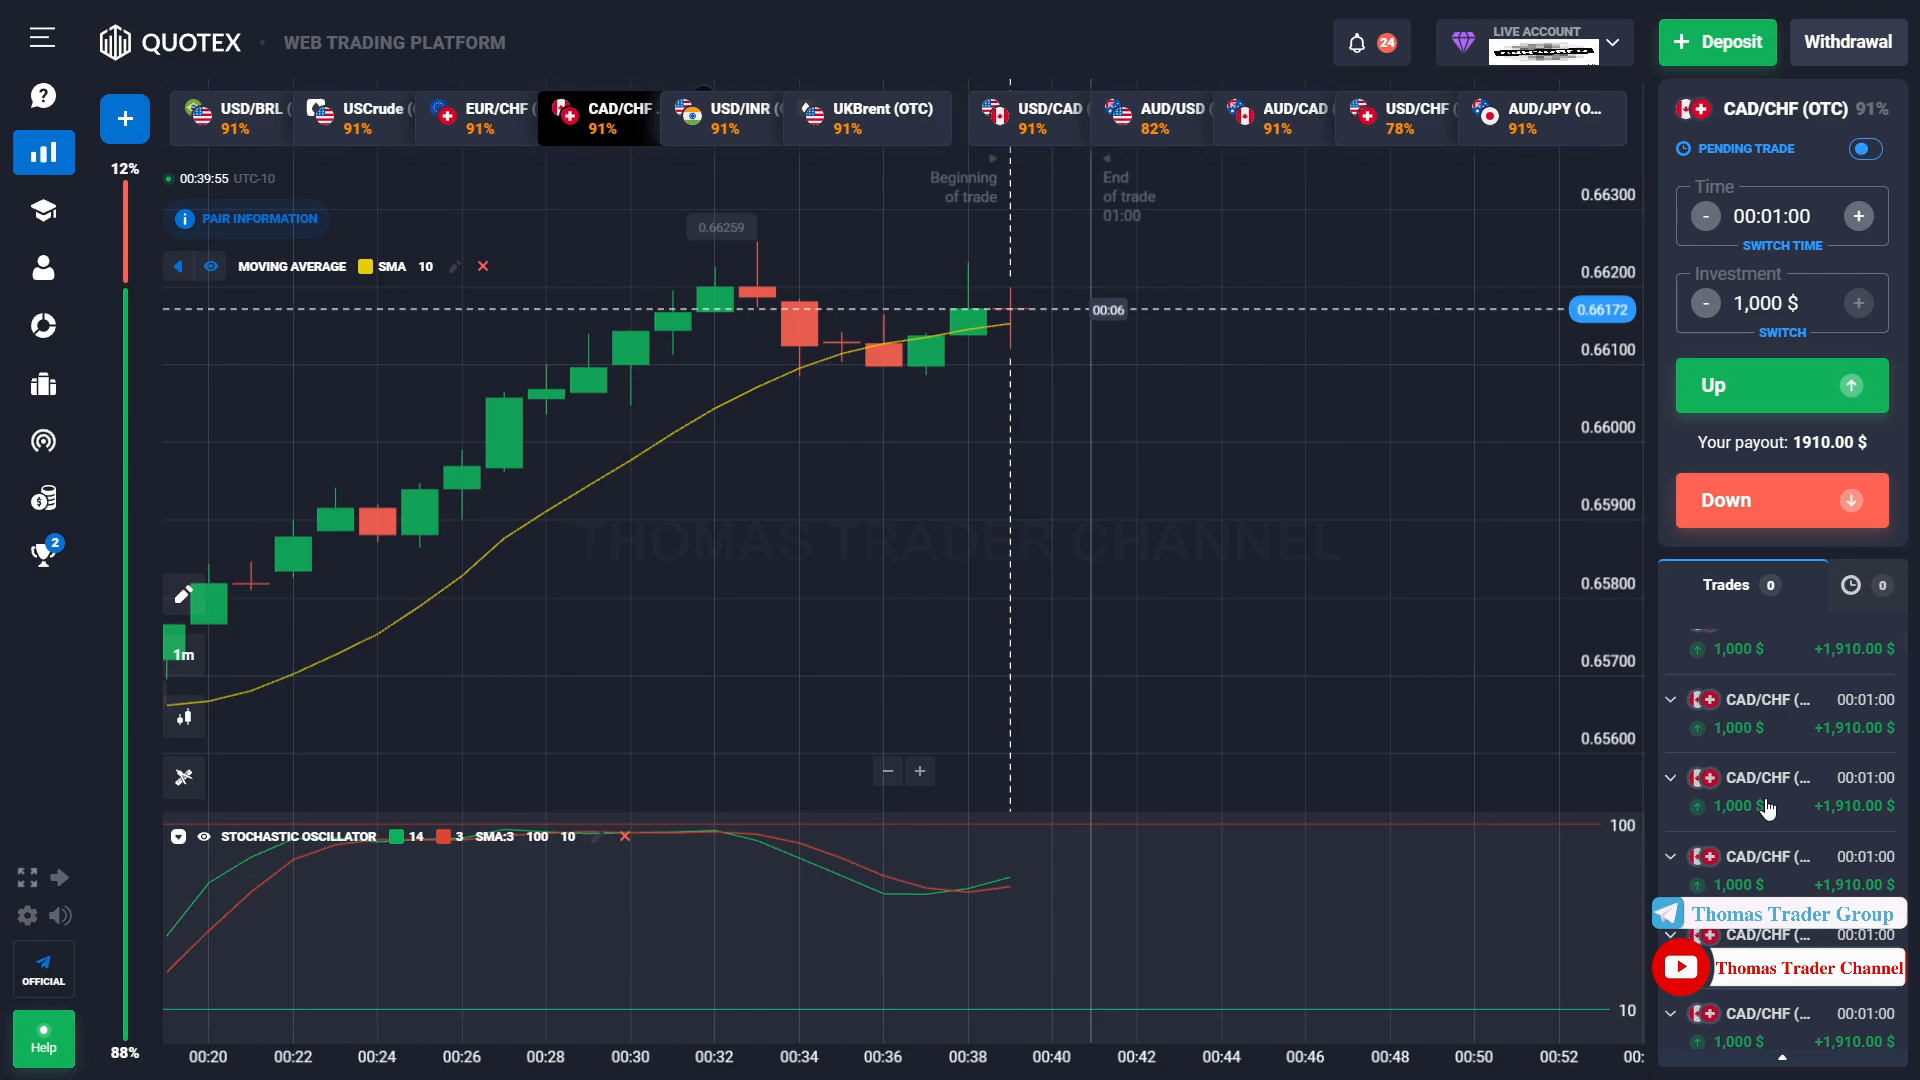 QUOTEX
WEB TRADING PLATFORM
24
LIVE ACCOUNT
+ Deposit
Withdrawal
USD/BRL (
91%
USCrude (
91%
EUR/CHF (
91%
CAD/CHF
91%
USD/INR (
91%
UKBrent (OTC)
91%
USD/CAD
91%
AUD/USD
82%
AUD/CAD
91%
USD/CHF
78%
AUD/JPY (O...
91%
CAD/CHF (OTC) 91%
PENDING TRADE
Time
- 00:01:00 +
SWITCH TIME
Investment
- 1,000 $ +
SWITCH
Up
Your payout: 1910.00 $
Down
12%
88%
00:39:55 UTC-10
PAIR INFORMATION
MOVING AVERAGE SMA 10
Beginning
of trade
End
of trade
01:00
0.66259
00:06
0.66300
0.66200
0.66172
0.66100
0.66000
0.65900
0.65800
0.65700
0.65600
THOMAS TRADER CHANNEL
1m
STOCHASTIC OSCILLATOR 14 3 SMA:3 100 10
100
10
00:20 00:22 00:24 00:26 00:28 00:30 00:32 00:34 00:36 00:38 00:40 00:42 00:44 00:46 00:48 00:50 00:52 00:
Trades 0
0
1,000 $ +1,910.00 $
CAD/CHF (... 00:01:00
1,000 $ +1,910.00 $
CAD/CHF (... 00:01:00
1,000 $ +1,910.00 $
CAD/CHF (... 00:01:00
1,000 $ +1,910.00 $
Thomas Trader Group
CAD/CHF (... 00:01:00
Thomas Trader Channel
CAD/CHF (... 00:01:00
1,000 $ +1,910.00 $
2
OFFICIAL
Help